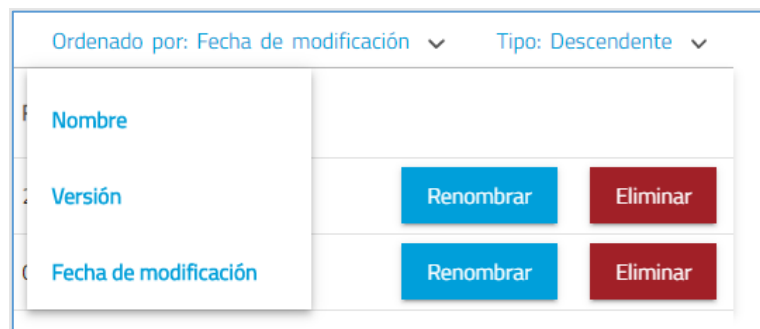 Ordenado por: Fecha de modificación Tipo: Descendente
Nombre
Versión Renombrar Eliminar
Fecha de modificación Renombrar Eliminar